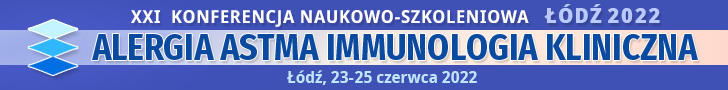 XXI KONFERENCJA NAUKOWO-SZKOLENIOWA ŁÓDŹ 2022
ALERGIA ASTMA IMMUNOLOGIA KLINICZNA
Łódź, 23-25 czerwca 2022